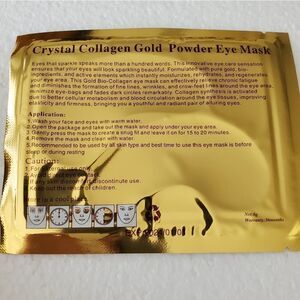 Crystal Collagen Gold Powder Eye Mask
Eyes that sparkle speaks more than a hundred words. This innovative eye care sensation
ensures that your eyes will look sparkling beautiful. Formulated with pure gold, bio-
ingredients, and active elements which instantly moisturizes, rehydrates, and regenerates
your eye area. This Gold Bio-Collagen eye mask can effectively relieve chronic fatigue
and diminishes the formation of fine lines, wrinkles, and crow-feet lines around the eye area.
Removes eye-bags and fades dark circles remarkably. Collagen synthesis is activated
due to better cellular metabolism and blood circulation around the eye tissues, improving
elasticity and firmness, bringing you a youthful and radiant pair of alluring eyes.
Application:
1.Wash your face and eyes with warm water.
2.Open the package and take out the mask and apply under your eye area.
3.Gently press the mask to create a snug fit and leave it on for 15 to 20 minutes.
4.Remove the mask and clean with water.
5.Recommended to be used by all skin type and best time to use this eye mask is before
sleep or during resting
Caution:
1.For
discontinue use.
Keep out the reach of children.
in a cool
Net:
Warranty: